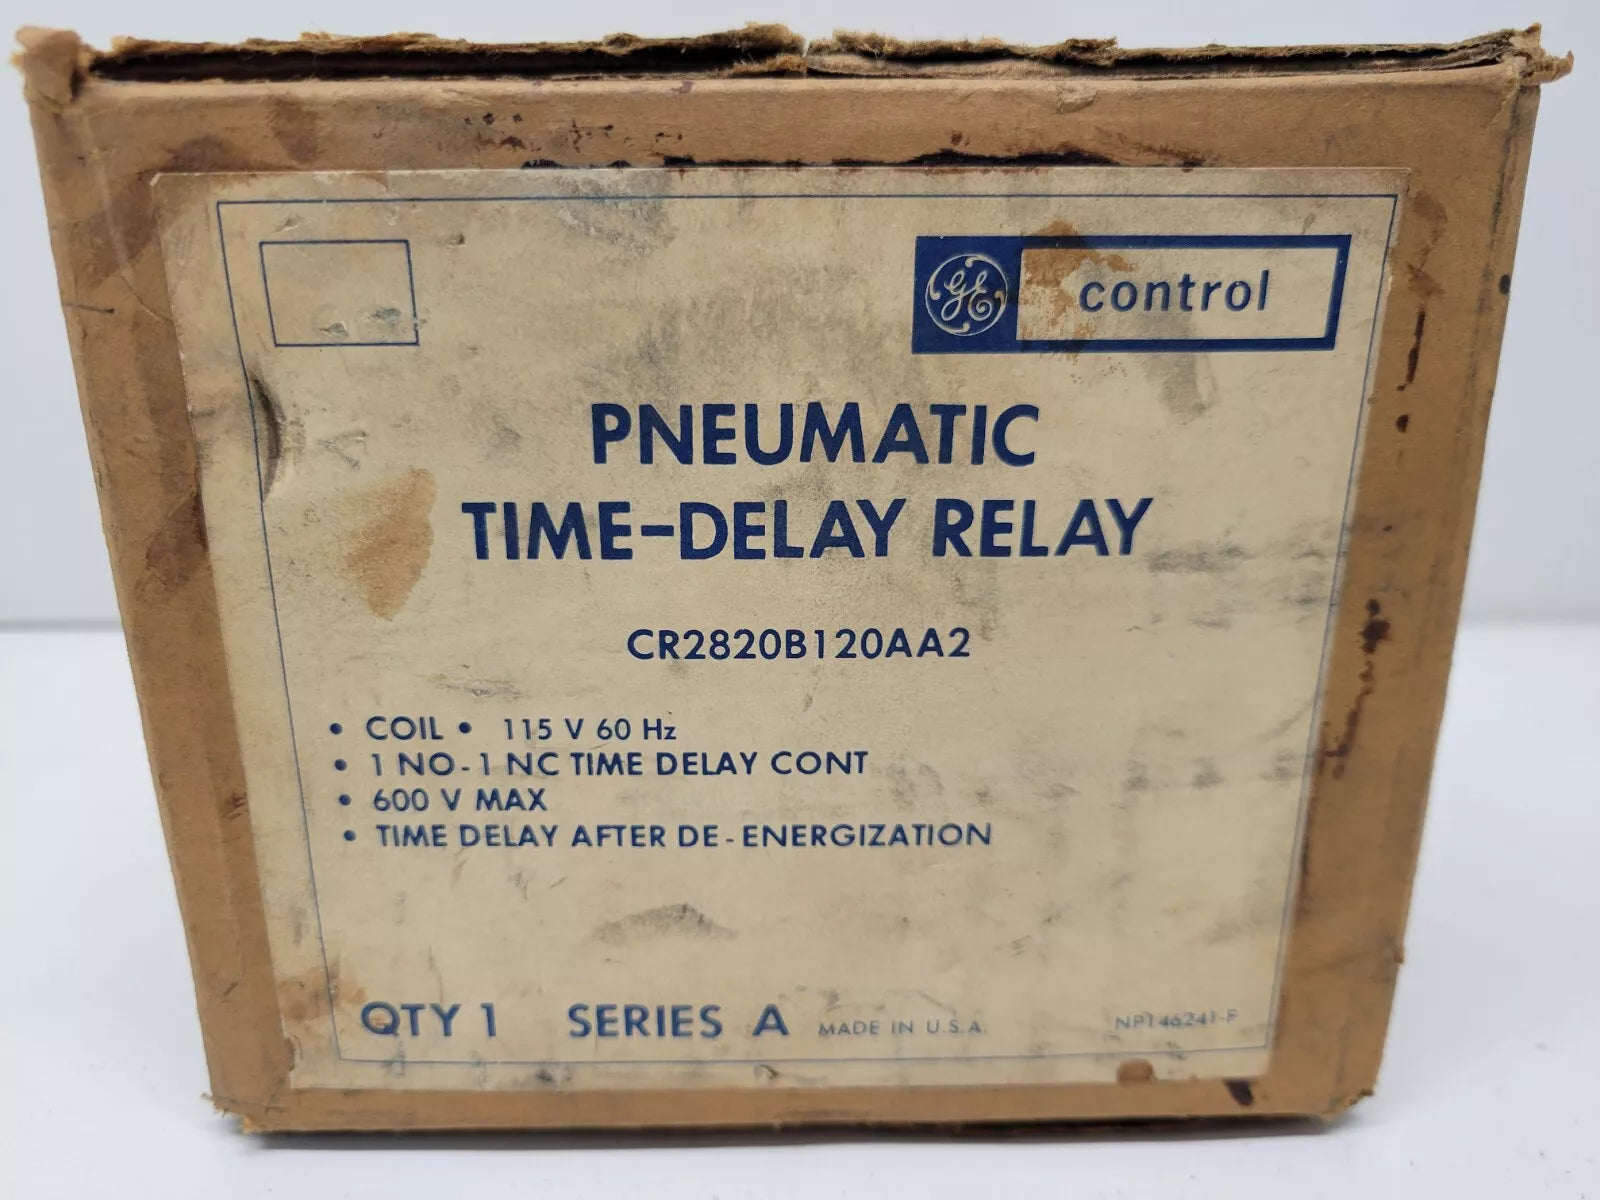 GE control
PNEUMATIC
TIME-DELAY RELAY
CR2820B120AA2
• COIL • 115 V 60 Hz
• 1 NO - 1 NC TIME DELAY CONT
• 600 V MAX
• TIME DELAY AFTER DE - ENERGIZATION
QTY 1 SERIES A MADE IN U.S.A. NP146241-F